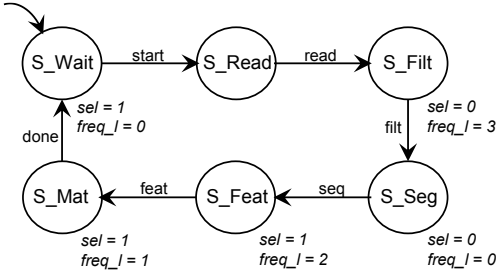 S_Wait
start
S_Read
read
S_Filt
sel = 1
freq_l = 0
sel = 0
freq_l = 3
done
filt
S_Mat
feat
S_Feat
seq
S_Seg
sel = 1
freq_l = 1
sel = 1
freq_l = 2
sel = 0
freq_l = 0